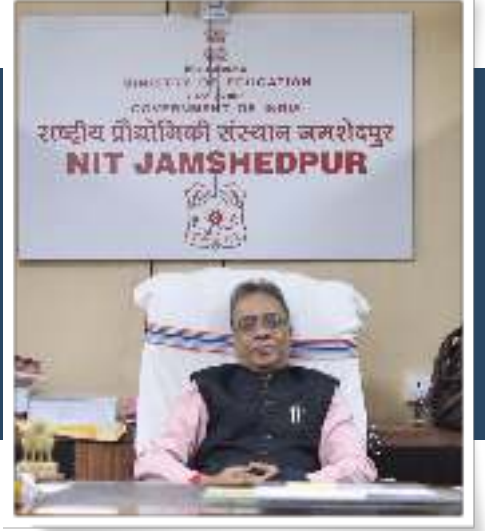 MINISTRY OF EDUCATION
GOVERNMENT OF INDIA
राष्ट्रीय प्रौद्योगिकी संस्थान जमशेदपुर
NIT JAMSHEDPUR